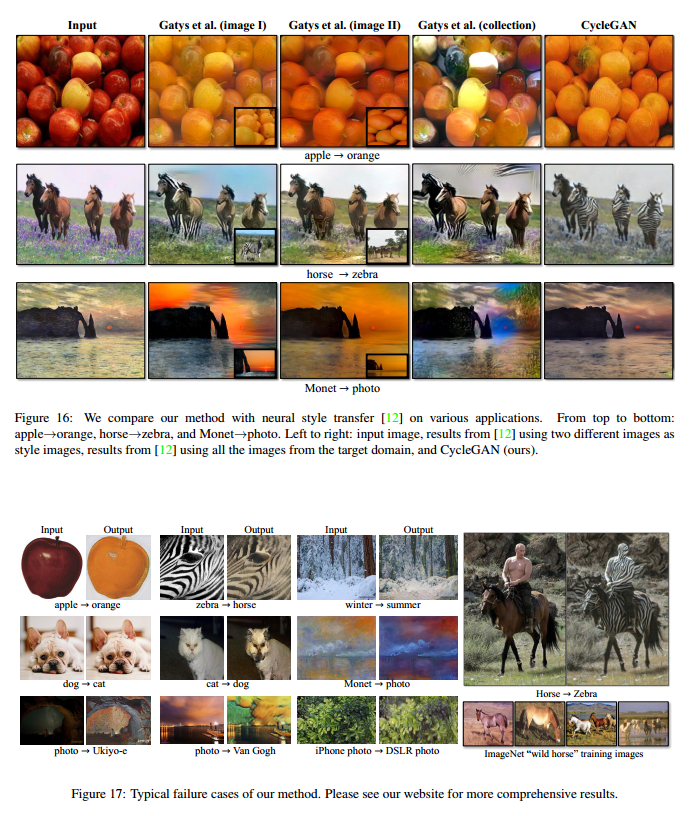 Input Gatys et al. (image I) Gatys et al. (image II) Gatys et al. (collection) CycleGAN
apple → orange
horse → zebra
Monet → photo
Figure 16: We compare our method with neural style transfer [12] on various applications. From top to bottom:
apple→orange, horse→zebra, and Monet→photo. Left to right: input image, results from [12] using two different images as
style images, results from [12] using all the images from the target domain, and CycleGAN (ours).
Input Output Input Output Input Output
apple → orange zebra → horse winter → summer
dog → cat cat → dog Monet → photo
Horse → Zebra
photo → Ukiyo-e photo → Van Gogh iPhone photo → DSLR photo
ImageNet “wild horse” training images
Figure 17: Typical failure cases of our method. Please see our website for more comprehensive results.